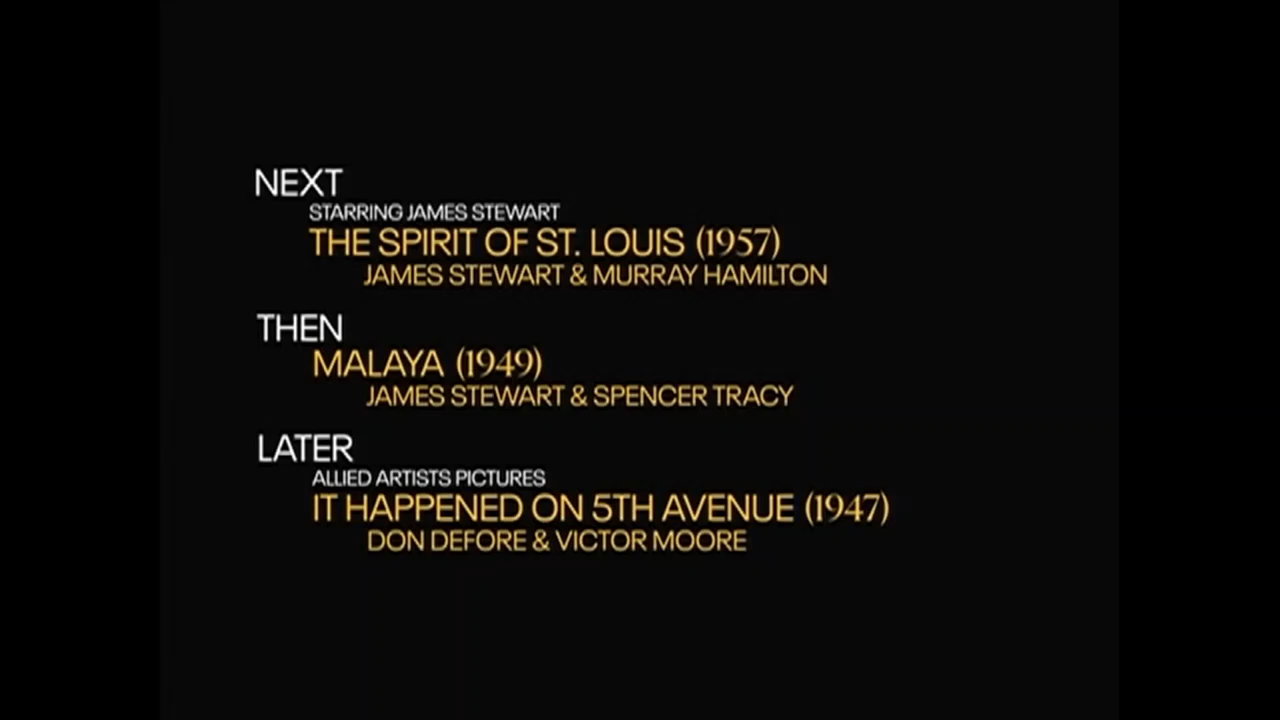 NEXT
STARRING JAMES STEWART
THE SPIRIT OF ST. LOUIS (1957)
JAMES STEWART & MURRAY HAMILTON
THEN
MALAYA (1949)
JAMES STEWART & SPENCER TRACY
LATER
ALLIED ARTISTS PICTURES
IT HAPPENED ON 5TH AVENUE (1947)
DON DEFORE & VICTOR MOORE